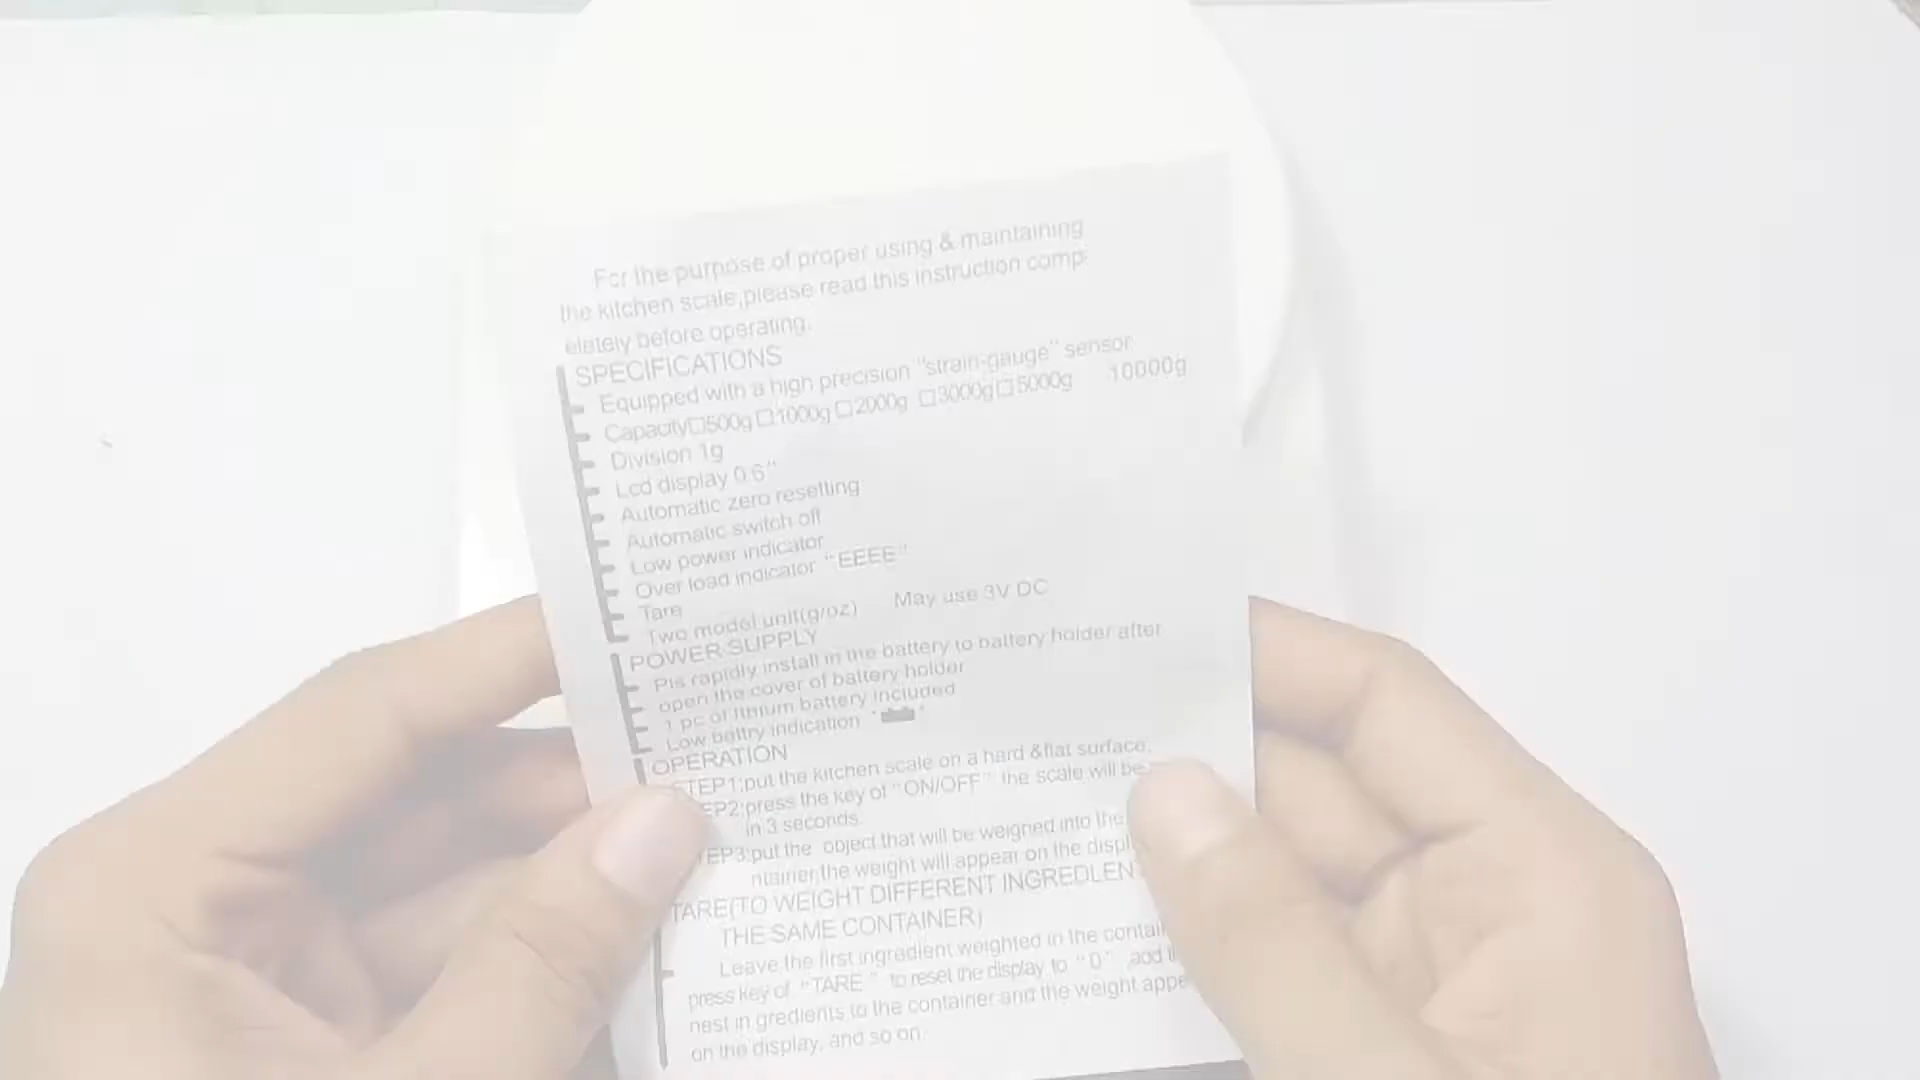 For the purpose of proper using & maintaining
the kitchen scale,please read this instruction comp
eletely before operating.
SPECIFICATIONS
Equipped with a high precision "strain-gauge" sensor
Capacity□500g □1000g □2000g □3000g□5000g 10000g
Division 1g
Lcd display 0.6"
Automatic zero resetting
Automatic switch off
Low power indicator
Over load indicator "EEEE"
Tare
Two model unit(g/oz) May use 3V DC
POWER SUPPLY
Pls rapidly install in the battery to battery holder after
open the cover of battery holder
1 pc of lithium battery included
Low battry indication " "
OPERATION
STEP1:put the kitchen scale on a hard &flat surface.
EP2:press the key of "ON/OFF" the scale will be
in 3 seconds.
TEP3:put the object that will be weigned into the
ntainer,the weight will appear on the displ
TARE(TO WEIGHT DIFFERENT INGREDLEN
THE SAME CONTAINER)
Leave the first ingredient weighted in the contai
press key of "TARE " to reset the display to "0" add
nest in gredients to the container and the weight appe
on the display, and so on.